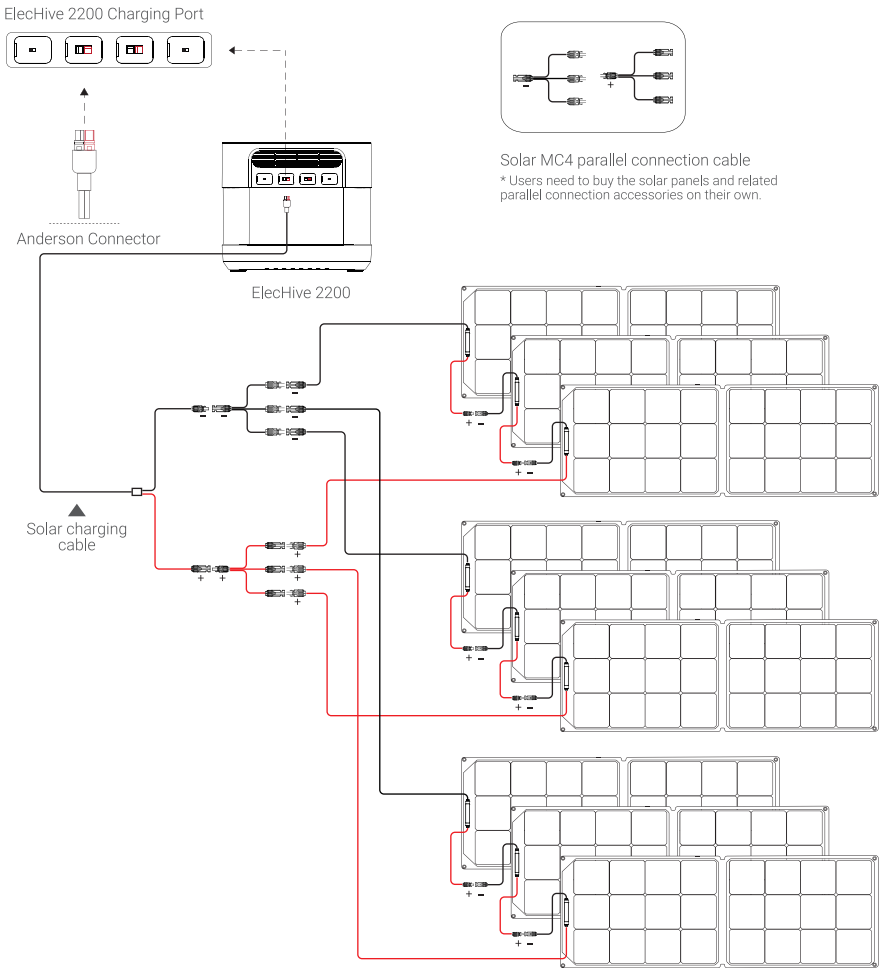 ElecHive 2200 Charging Port
Anderson Connector
ElecHive 2200
-
+
Solar MC4 parallel connection cable
* Users need to buy the solar panels and related
parallel connection accessories on their own.
-
- -
-
-
+ -
+ -
Solar charging
cable
+
+ +
+
+
+ -
+ -
+ -
+ -